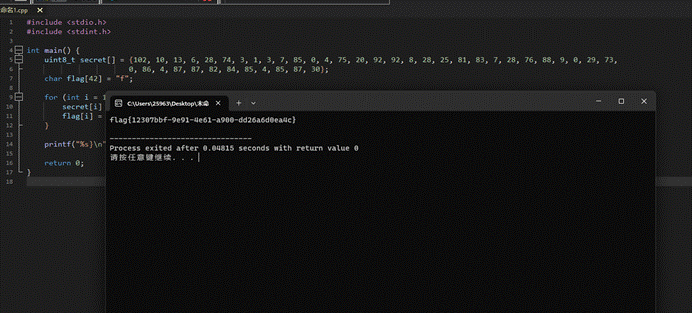 命名1.cpp
1 #include <stdio.h>
2 #include <stdint.h>
3
4 int main() {
5 uint8_t secret[] = {102, 10, 13, 6, 28, 74, 3, 1, 3, 7, 85, 0, 4, 75, 20, 92, 92, 8, 28, 25, 81, 83, 7, 28, 76, 88, 9, 0, 29, 73,
6 0, 86, 4, 87, 87, 82, 84, 85, 4, 85, 87, 30};
7 char flag[42] = "f";
8
9 for (int i = 1
10 secret[i]
11 flag[i] =
12 }
13
14 printf("%s}\n"
15
16 return 0;
17 }
18
C:\Users\25963\Desktop\未命
flag{12307bbf-9e91-4e61-a900-dd26a6d0ea4c}
--------------------------------
Process exited after 0.04815 seconds with return value 0
请按任意键继续. . .